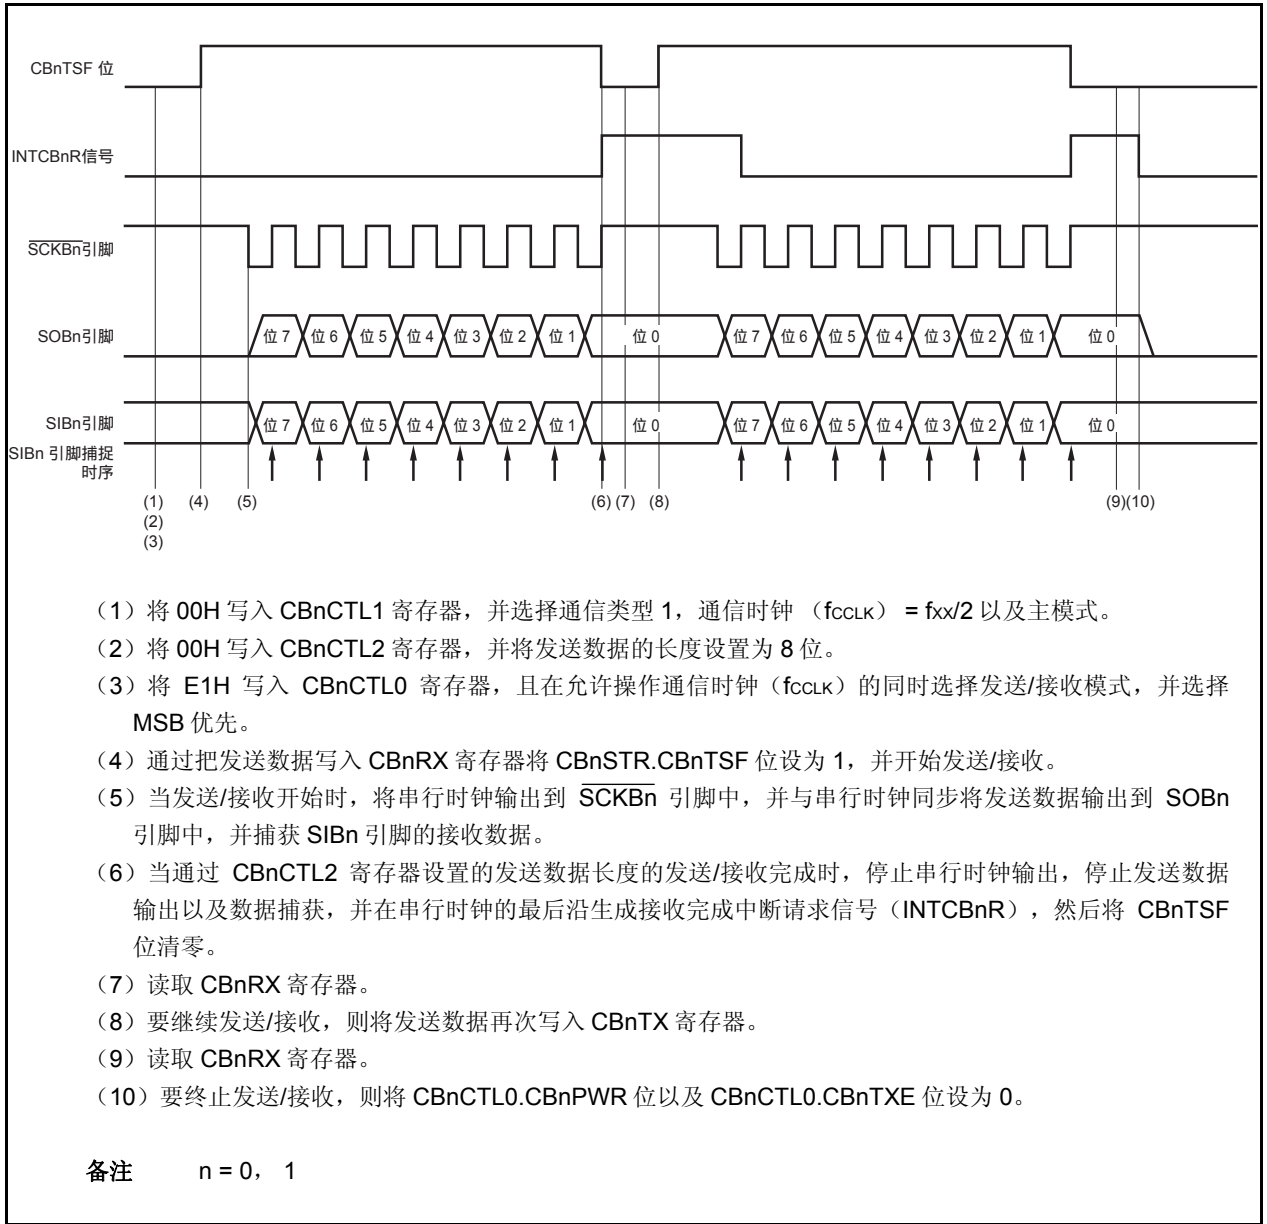 CBnTSF 位
INTCBnR信号
SCKBn引脚
SOBn引脚
位 7 位 6 位 5 位 4 位 3 位 2 位 1 位 0 位 7 位 6 位 5 位 4 位 3 位 2 位 1 位 0
SIBn引脚
位 7 位 6 位 5 位 4 位 3 位 2 位 1 位 0 位 7 位 6 位 5 位 4 位 3 位 2 位 1 位 0
SIBn 引脚捕捉
时序
(1) (4) (5) (6) (7) (8) (9)(10)
(2)
(3)
（1）将 00H 写入 CBnCTL1 寄存器，并选择通信类型 1，通信时钟 （fCCLK） = fXX/2 以及主模式。
（2）将 00H 写入 CBnCTL2 寄存器，并将发送数据的长度设置为 8 位。
（3）将 E1H 写入 CBnCTL0 寄存器，且在允许操作通信时钟（fCCLK）的同时选择发送/接收模式，并选择
MSB 优先。
（4）通过把发送数据写入 CBnRX 寄存器将 CBnSTR.CBnTSF 位设为 1，并开始发送/接收。
（5）当发送/接收开始时，将串行时钟输出到 SCKBn 引脚中，并与串行时钟同步将发送数据输出到 SOBn
引脚中，并捕获 SIBn 引脚的接收数据。
（6）当通过 CBnCTL2 寄存器设置的发送数据长度的发送/接收完成时，停止串行时钟输出，停止发送数据
输出以及数据捕获，并在串行时钟的最后沿生成接收完成中断请求信号（INTCBnR），然后将 CBnTSF
位清零。
（7）读取 CBnRX 寄存器。
（8）要继续发送/接收，则将发送数据再次写入 CBnTX 寄存器。
（9）读取 CBnRX 寄存器。
（10）要终止发送/接收，则将 CBnCTL0.CBnPWR 位以及 CBnCTL0.CBnTXE 位设为 0。
备注 n = 0， 1